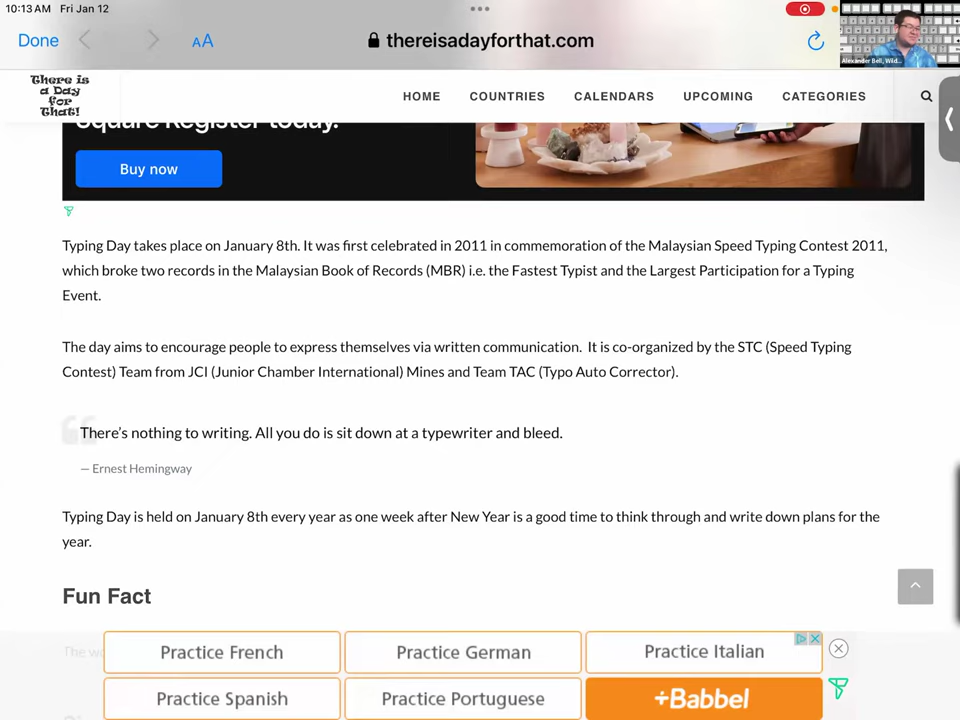 10:13 AM Fri Jan 12
Done
AA
thereisadayforthat.com
Alexander Bell, Wild...
There is
a Day
for
That!
HOME COUNTRIES CALENDARS UPCOMING CATEGORIES
Square Register today.
Buy now
Typing Day takes place on January 8th. It was first celebrated in 2011 in commemoration of the Malaysian Speed Typing Contest 2011,
which broke two records in the Malaysian Book of Records (MBR) i.e. the Fastest Typist and the Largest Participation for a Typing
Event.
The day aims to encourage people to express themselves via written communication. It is co-organized by the STC (Speed Typing
Contest) Team from JCI (Junior Chamber International) Mines and Team TAC (Typo Auto Corrector).
There's nothing to writing. All you do is sit down at a typewriter and bleed.
— Ernest Hemingway
Typing Day is held on January 8th every year as one week after New Year is a good time to think through and write down plans for the
year.
Fun Fact
Practice French Practice German Practice Italian
Practice Spanish Practice Portuguese +Babbel